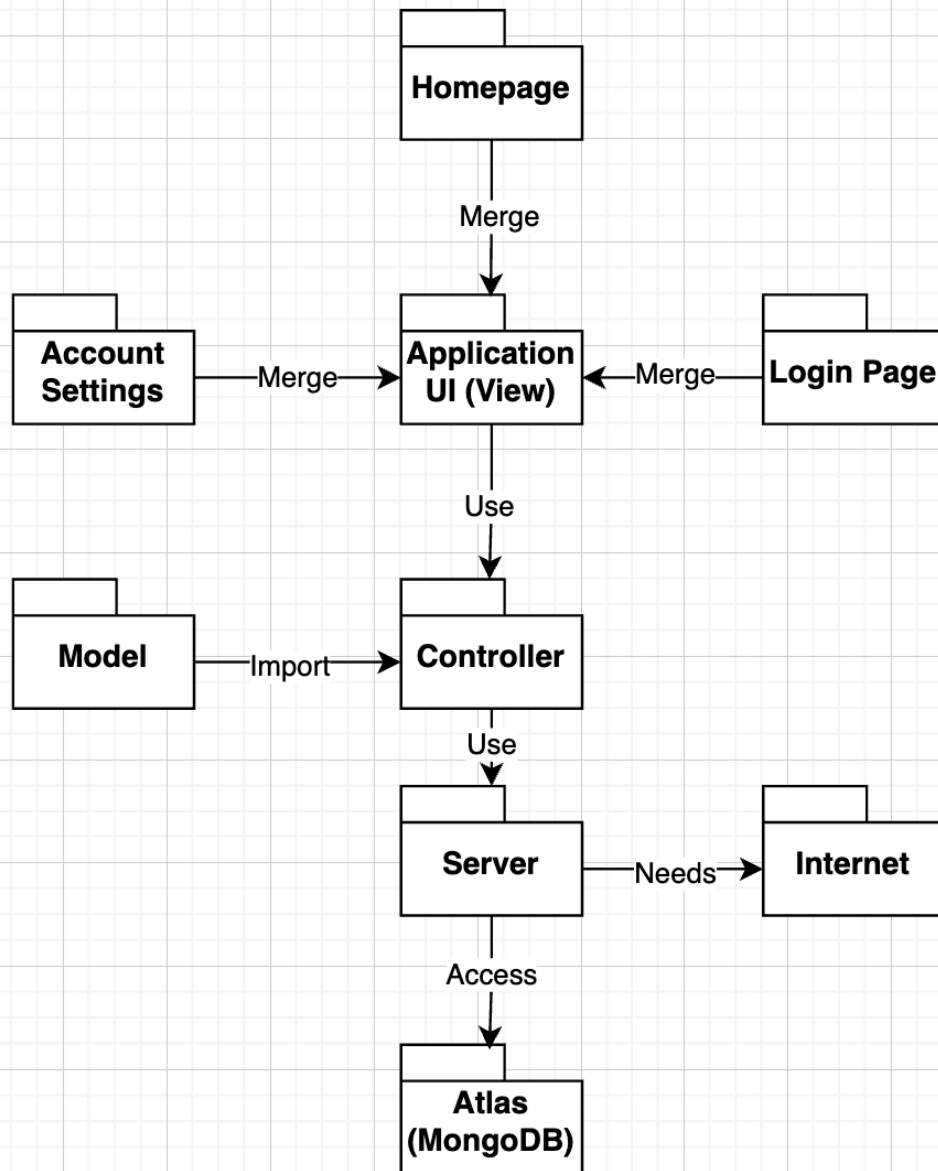 Homepage
Merge
Account
Settings
Merge
Application
UI (View)
Merge
Login Page
Use
Model
Import
Controller
Use
Server
Needs
Internet
Access
Atlas
(MongoDB)